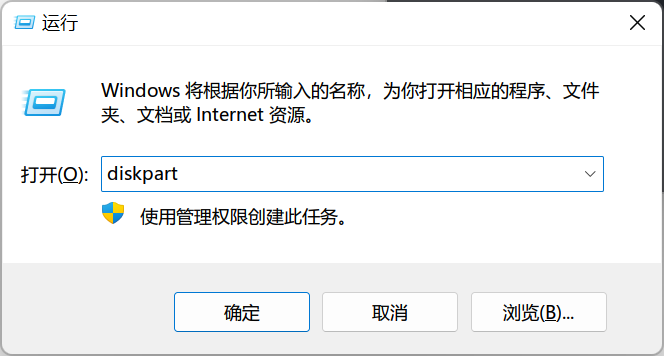 运行
Windows 将根据你所输入的名称，为你打开相应的程序、文件
夹、文档或 Internet 资源。
打开(O): diskpart
使用管理权限创建此任务。
确定 取消 浏览(B)...